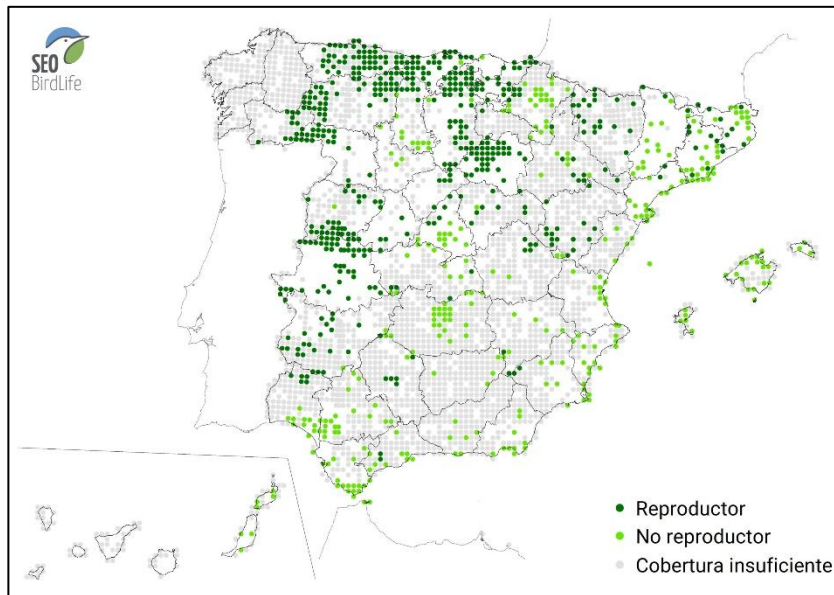 SEO
BirdLife
Reproductor
No reproductor
Cobertura insuficiente